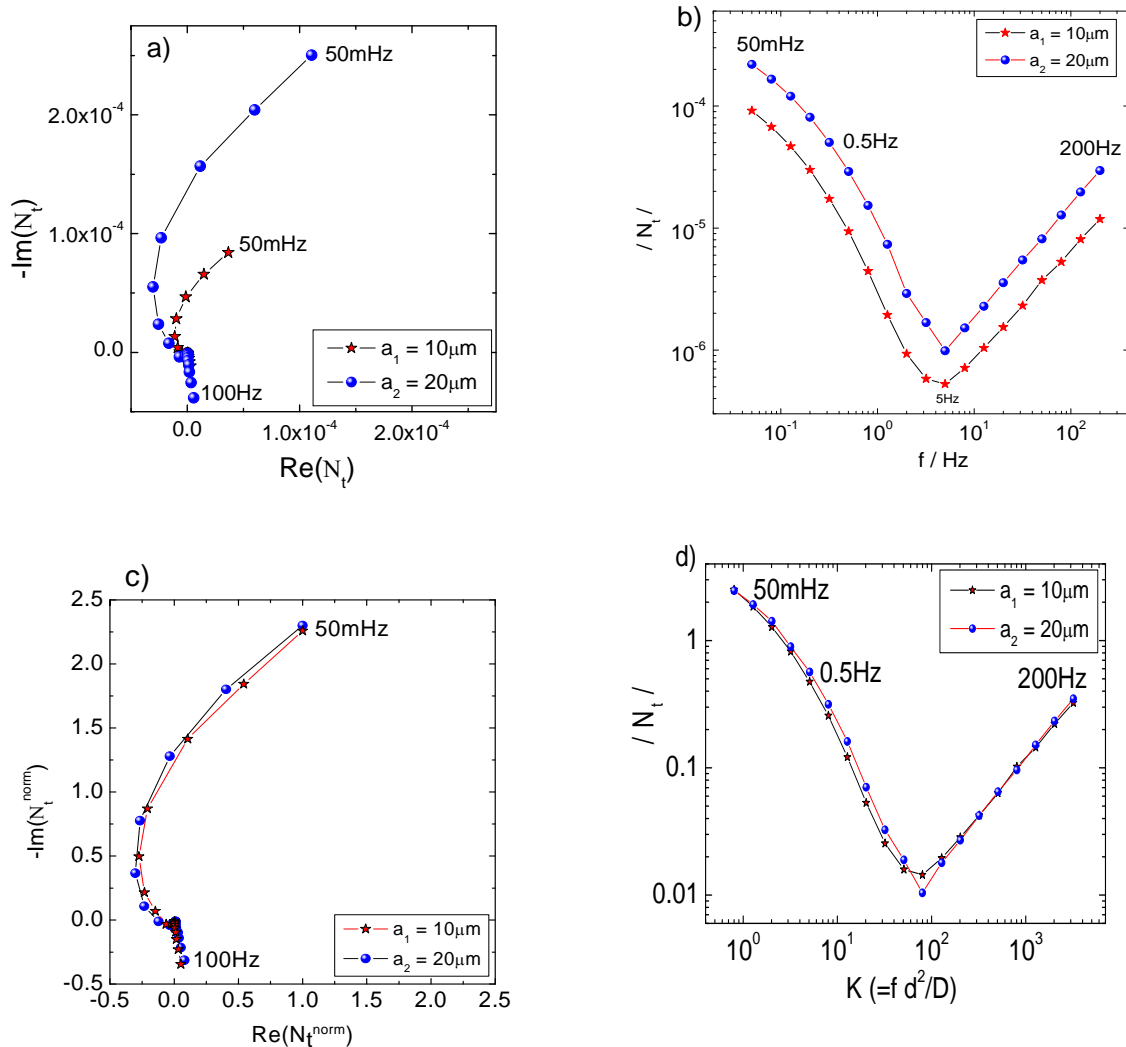 a)
50mHz
2.0x10⁻⁴
-Im(Nₜ)
1.0x10⁻⁴
50mHz
0.0
a₁ = 10μm
a₂ = 20μm
100Hz
0.0 1.0x10⁻⁴ 2.0x10⁻⁴
Re(Nₜ)
b)
a₁ = 10μm
a₂ = 20μm
50mHz
10⁻⁴
0.5Hz
200Hz
/ Nₜ /
10⁻⁵
10⁻⁶
5Hz
10⁻¹ 10⁰ 10¹ 10²
f / Hz
c)
2.5
50mHz
2.0
1.5
-Im(Nₜⁿᵒʳᵐ)
1.0
0.5
0.0
a₁ = 10μm
a₂ = 20μm
100Hz
-0.5
-0.5 0.0 0.5 1.0 1.5 2.0 2.5
Re(Ntⁿᵒʳᵐ)
d)
a₁ = 10μm
a₂ = 20μm
50mHz
1
0.5Hz
200Hz
/ Nₜ /
0.1
0.01
10⁰ 10¹ 10² 10³
K (=f d²/D)